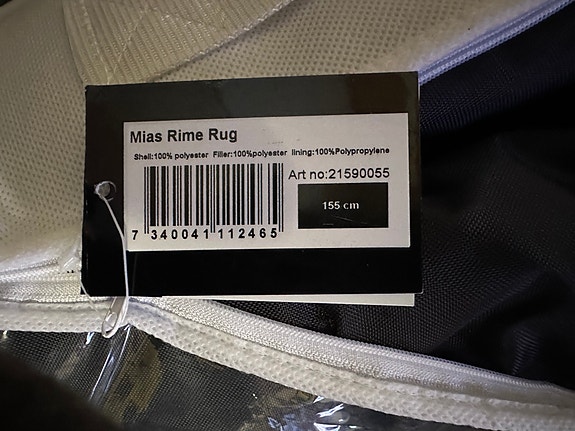 Mias Rime Rug
Shell:100% polyester Filler:100%polyester lining:100%Polypropylene
Art no:21590055
155 cm
7 340041 112465